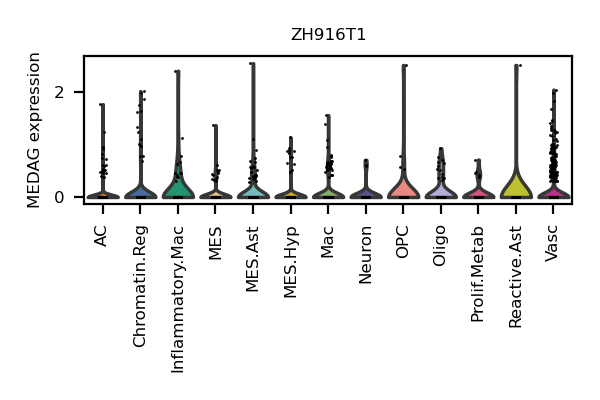 ZH916T1
MEDAG expression
2
0
AC
Chromatin.Reg
Inflammatory.Mac
MES
MES.Ast
MES.Hyp
Mac
Neuron
OPC
Oligo
Prolif.Metab
Reactive.Ast
Vasc